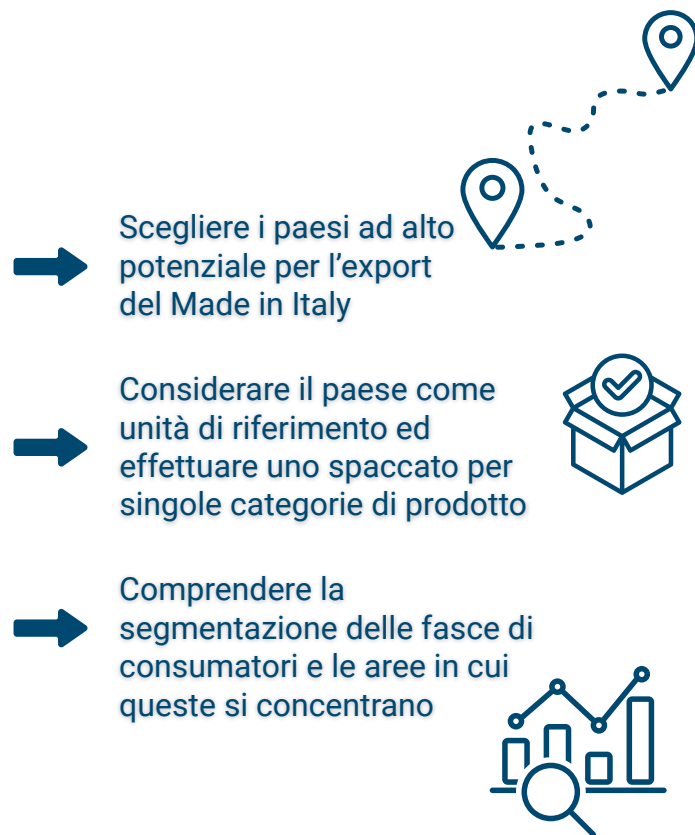 Scegliere i paesi ad alto
potenziale per l’export
del Made in Italy
Considerare il paese come
unità di riferimento ed
effettuare uno spaccato per
singole categorie di prodotto
Comprendere la
segmentazione delle fasce di
consumatori e le aree in cui
queste si concentrano